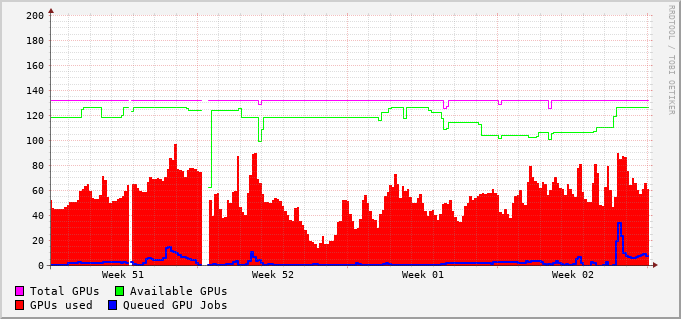 200
180
160
140
120
100
80
60
40
20
0
Week 51 Week 52 Week 01 Week 02
Total GPUs Available GPUs
GPUs used Queued GPU Jobs
RRDTOOL / TOBI OETIKER